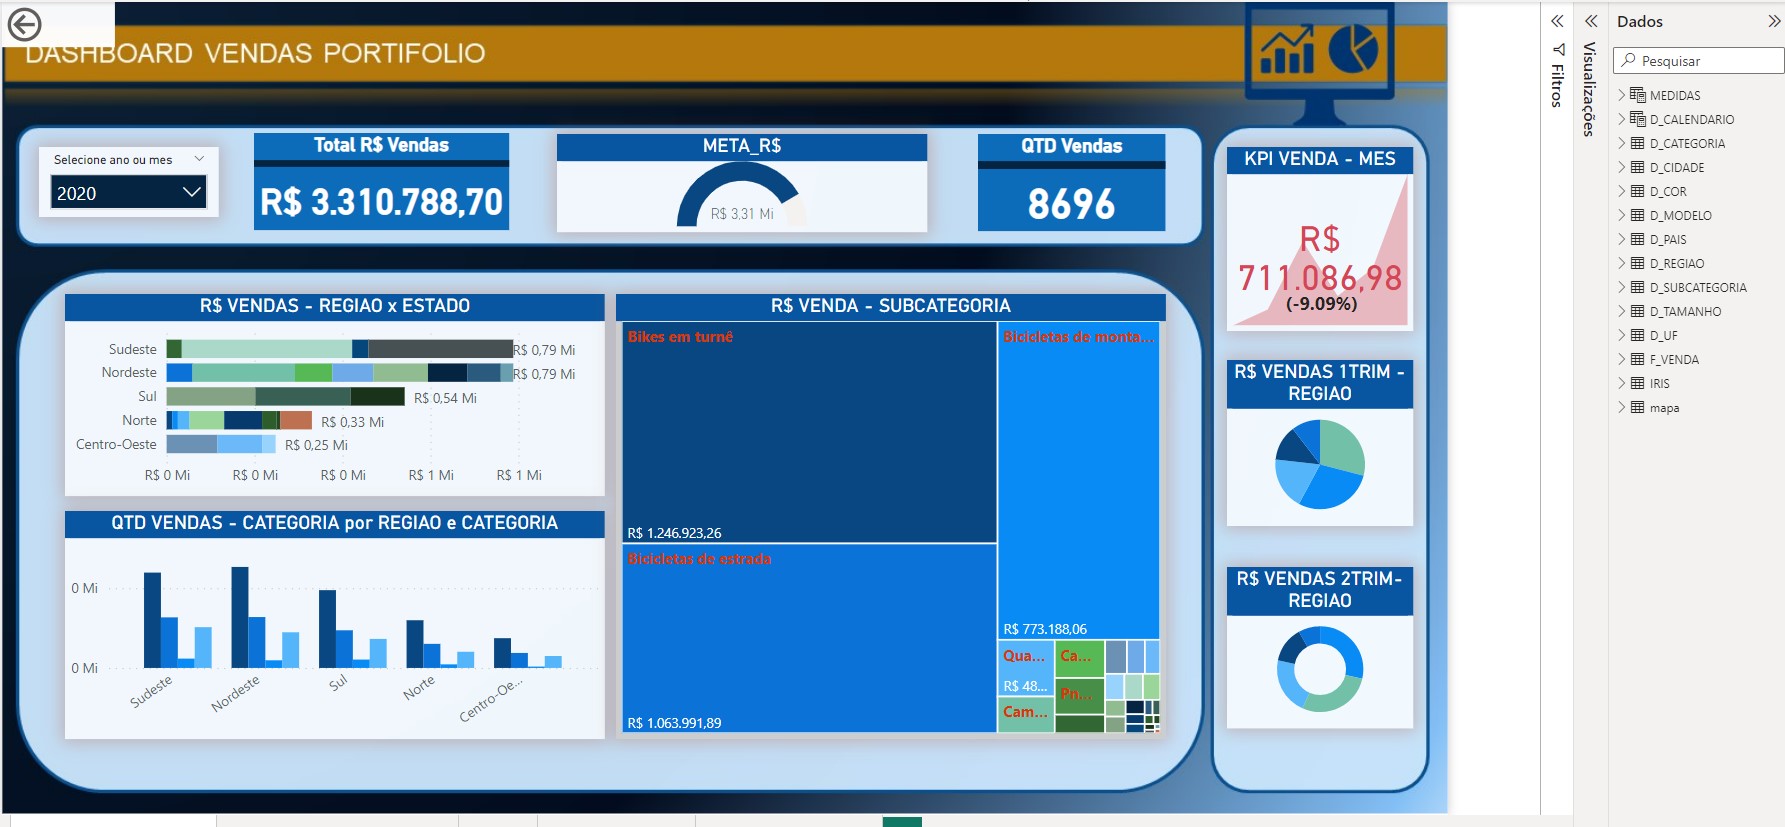 DASHBOARD VENDAS PORTIFOLIO
Selecione ano ou mes
2020
Total R$ Vendas
R$ 3.310.788,70
META_R$
R$ 3,31 Mi
QTD Vendas
8696
KPI VENDA - MES
R$
711.086,98
(-9.09%)
R$ VENDAS - REGIAO x ESTADO
Sudeste
R$ 0,79 Mi
Nordeste
R$ 0,79 Mi
Sul
R$ 0,54 Mi
Norte
R$ 0,33 Mi
Centro-Oeste
R$ 0,25 Mi
R$ 0 Mi
R$ 0 Mi
R$ 0 Mi
R$ 1 Mi
R$ 1 Mi
R$ VENDA - SUBCATEGORIA
Bikes em turnê
R$ 1.246.923,26
Bicicletas de estrada
R$ 1.063.991,89
Bicicletas de monta...
R$ 773.188,06
Qua...
R$ 48...
Cam...
Ca...
Pn...
QTD VENDAS - CATEGORIA por REGIAO e CATEGORIA
0 Mi
0 Mi
Sudeste
Nordeste
Sul
Norte
Centro-Oe...
R$ VENDAS 1TRIM -
REGIAO
R$ VENDAS 2TRIM-
REGIAO
Filtros
Visualizações
Dados
Pesquisar
MEDIDAS
D_CALENDARIO
D_CATEGORIA
D_CIDADE
D_COR
D_MODELO
D_PAIS
D_REGIAO
D_SUBCATEGORIA
D_TAMANHO
D_UF
F_VENDA
IRIS
mapa